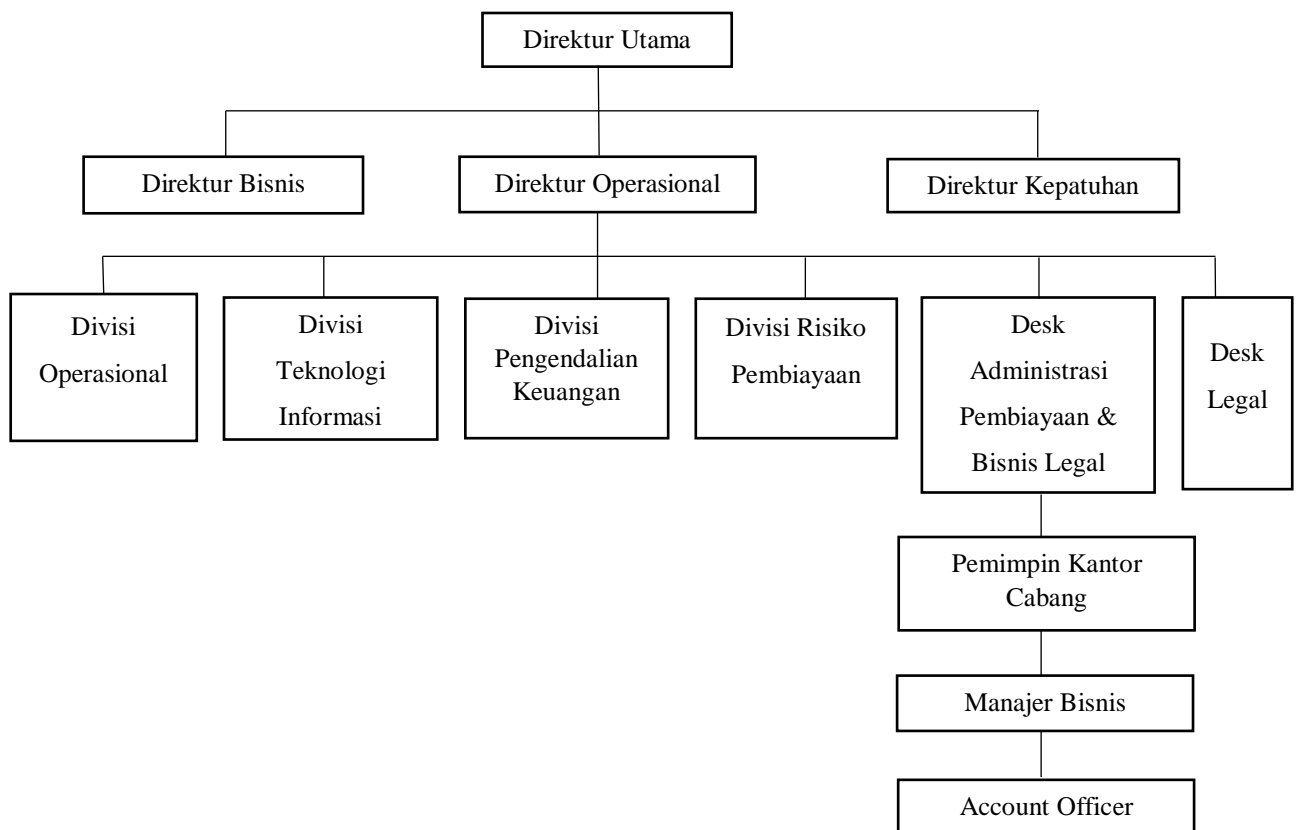 Direktur Utama
Direktur Bisnis
Direktur Operasional
Direktur Kepatuhan
Divisi
Operasional
Divisi
Teknologi
Informasi
Divisi
Pengendalian
Keuangan
Divisi Risiko
Pembiayaan
Desk
Administrasi
Pembiayaan &
Bisnis Legal
Desk
Legal
Pemimpin Kantor
Cabang
Manajer Bisnis
Account Officer